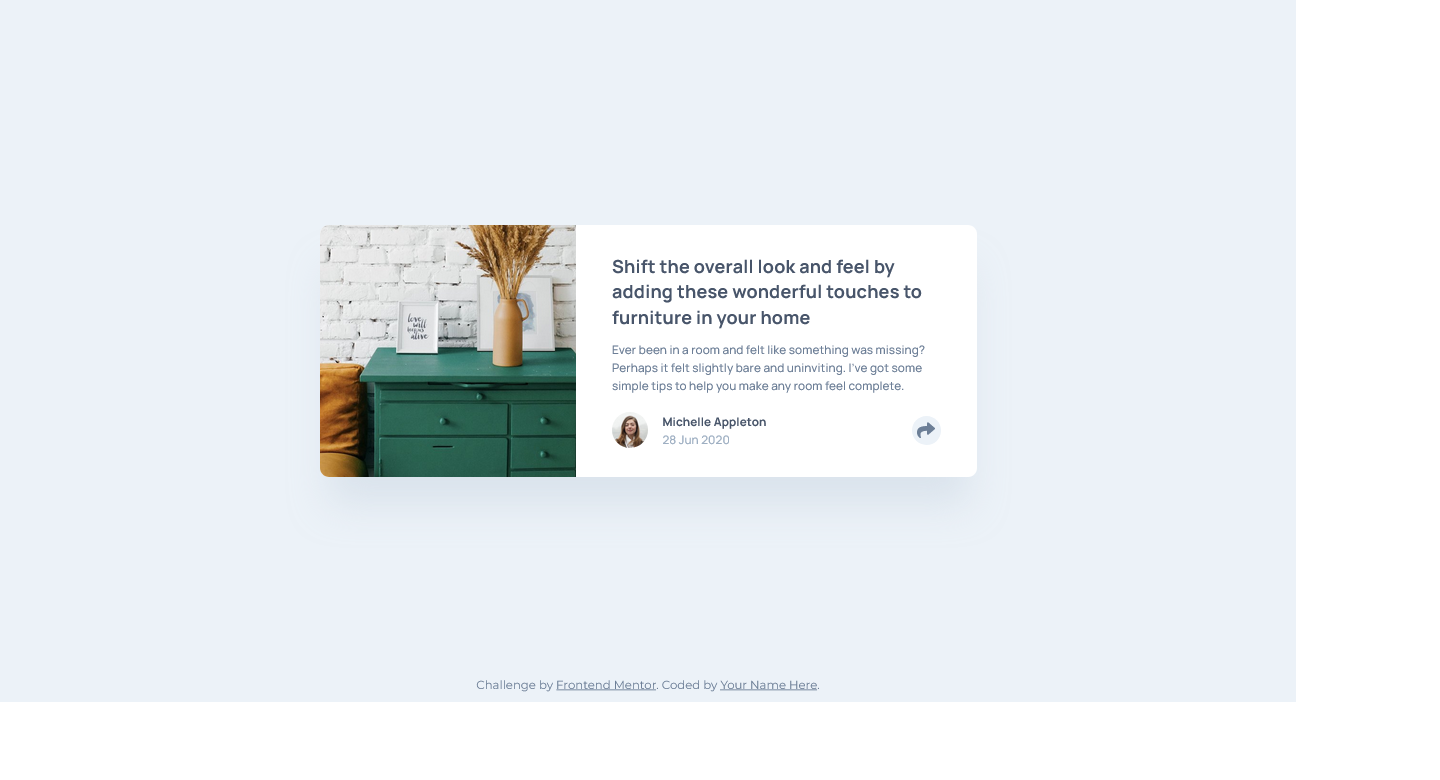 love
will
alive
Shift the overall look and feel by
adding these wonderful touches to
furniture in your home
Ever been in a room and felt like something was missing?
Perhaps it felt slightly bare and uninviting. I've got some
simple tips to help you make any room feel complete.
Michelle Appleton
28 Jun 2020
Challenge by Frontend Mentor. Coded by Your Name Here.